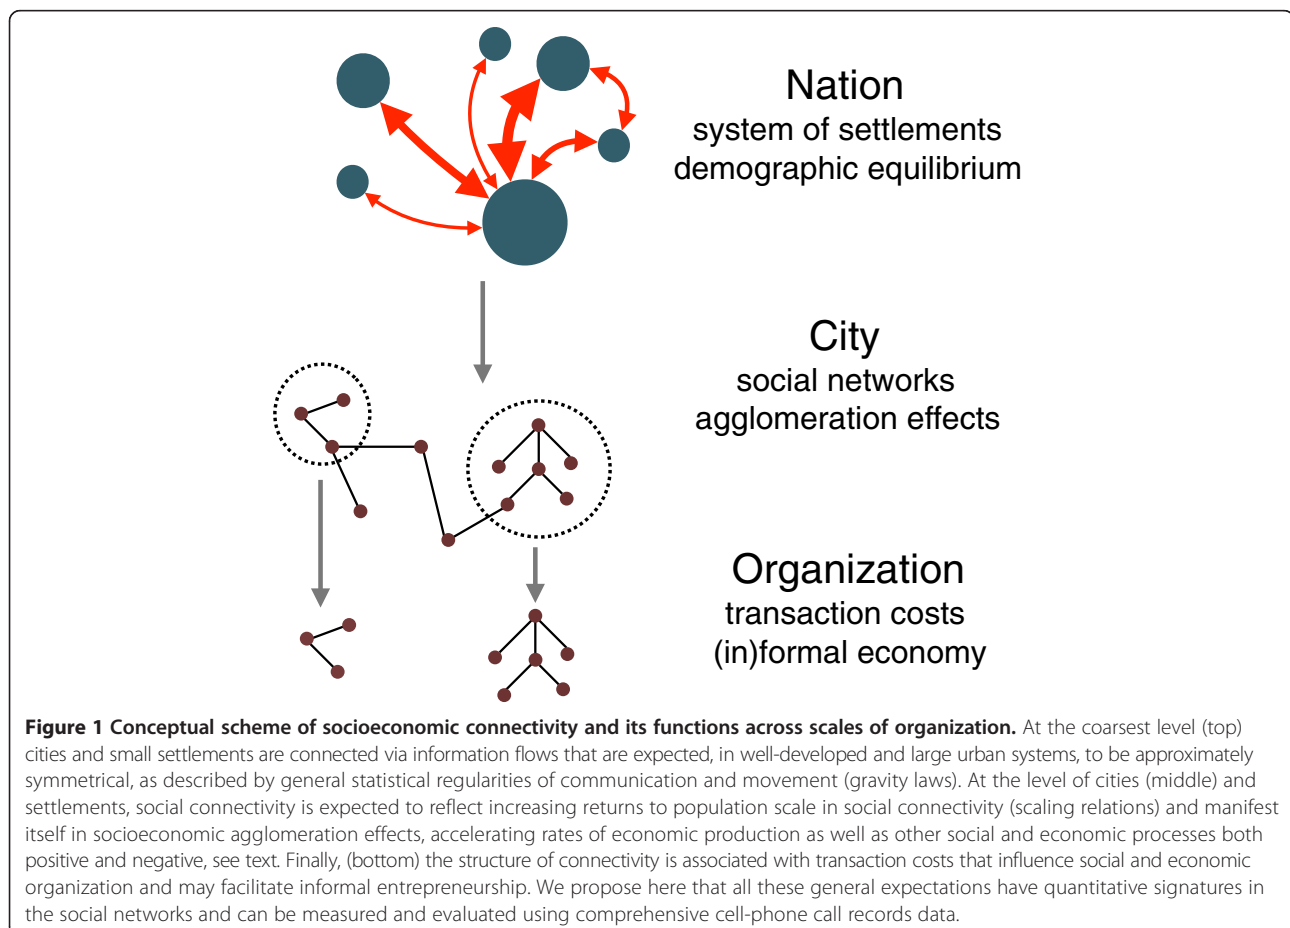 Nation
system of settlements
demographic equilibrium
City
social networks
agglomeration effects
Organization
transaction costs
(in)formal economy
Figure 1 Conceptual scheme of socioeconomic connectivity and its functions across scales of organization. At the coarsest level (top)
cities and small settlements are connected via information flows that are expected, in well-developed and large urban systems, to be approximately
symmetrical, as described by general statistical regularities of communication and movement (gravity laws). At the level of cities (middle) and
settlements, social connectivity is expected to reflect increasing returns to population scale in social connectivity (scaling relations) and manifest
itself in socioeconomic agglomeration effects, accelerating rates of economic production as well as other social and economic processes both
positive and negative, see text. Finally, (bottom) the structure of connectivity is associated with transaction costs that influence social and economic
organization and may facilitate informal entrepreneurship. We propose here that all these general expectations have quantitative signatures in
the social networks and can be measured and evaluated using comprehensive cell-phone call records data.